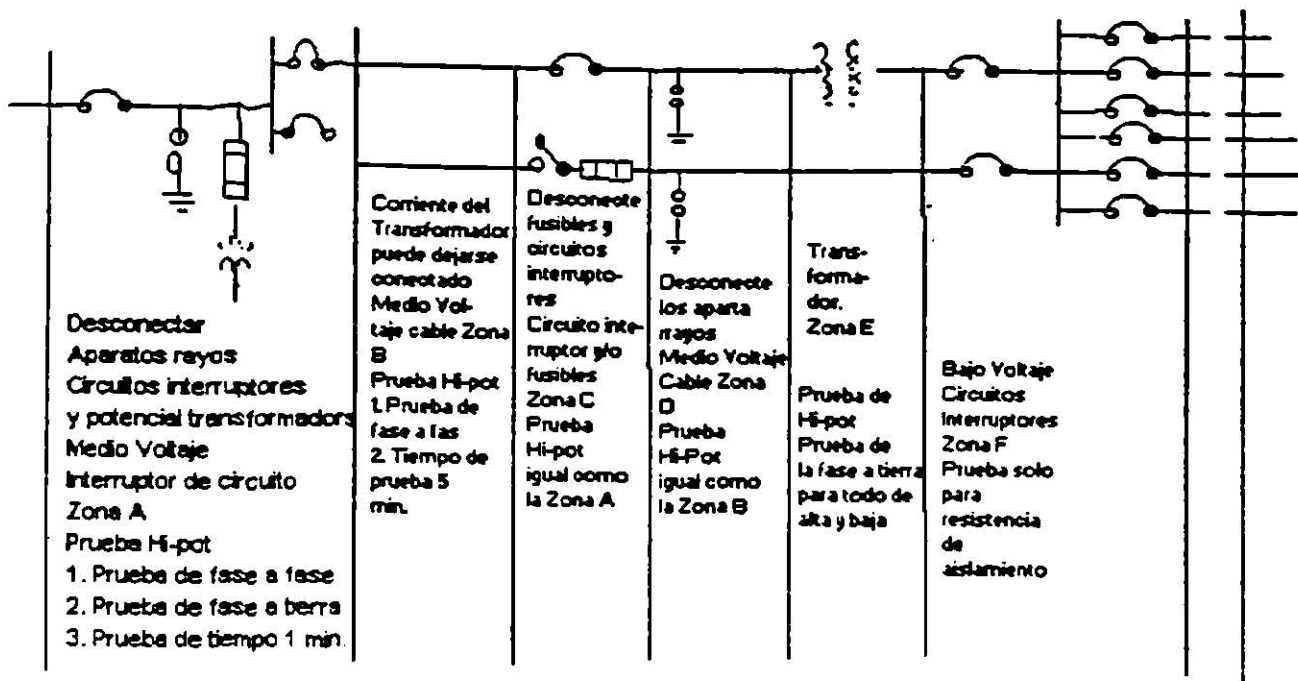 Desconectar
Aparatos rayos
Circuitos interruptores
y potencial transformadors
Medio Voltaje
Interruptor de circuito
Zona A
Prueba Hi-pot
1. Prueba de fase a fase
2. Prueba de fase a tierra
3. Prueba de tiempo 1 min.
Corriente del
Transformador
puede dejarse
conectado
Medio Vol-
taje cable Zona
B
Prueba Hi-pot
1. Prueba de
fase a las
2. Tiempo de
prueba 5
min.
Desconecte
fusibles y
circuitos
interrupto-
res
Circuito inte-
rruptor y/o
fusibles
Zona C
Prueba
Hi-pot
igual como
la Zona A
Desconecte
los aparta
rrayos
Medio Voltaje
Cable Zona
D
Prueba
Hi-Pot
igual como
la Zona B
Trans-
forma-
dor.
Zona E
Prueba de
Hi-pot
Prueba de
la fase a tierra
para todo de
alta y baja
Bajo Voltaje
Circuitos
Interruptores
Zona F
Prueba solo
para
resistencia
de
aislamiento